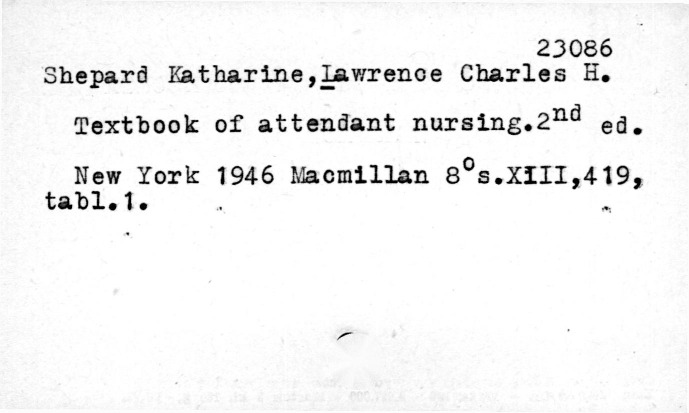 23086
Shepard Katharine,Lawrence Charles H.
Textbook of attendant nursing.2nd ed.
New York 1946 Macmillan 8°s.XIII,419,
tabl.1.